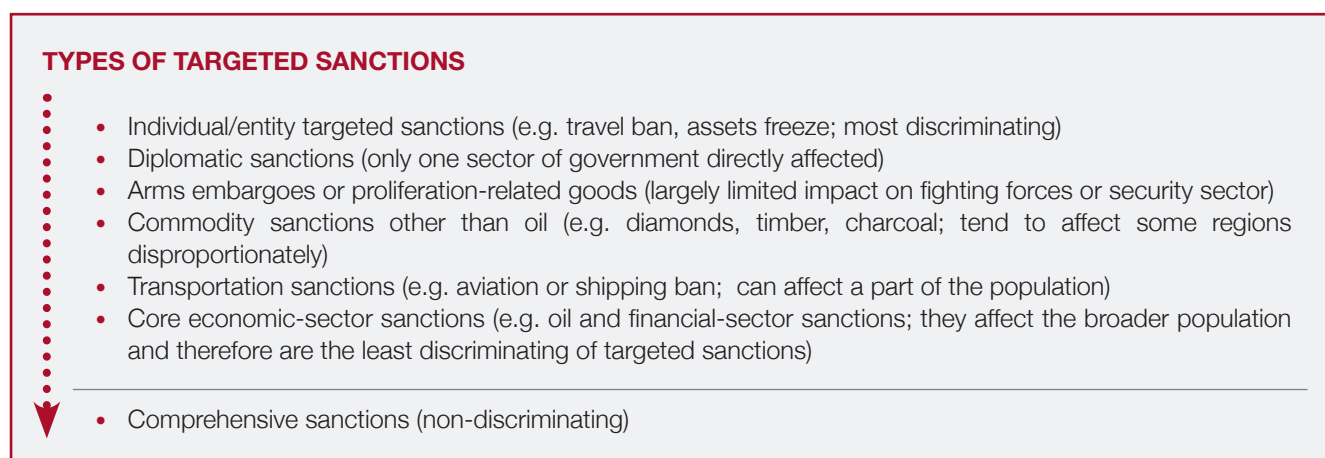 TYPES OF TARGETED SANCTIONS
• Individual/entity targeted sanctions (e.g. travel ban, assets freeze; most discriminating)
• Diplomatic sanctions (only one sector of government directly affected)
• Arms embargoes or proliferation-related goods (largely limited impact on fighting forces or security sector)
• Commodity sanctions other than oil (e.g. diamonds, timber, charcoal; tend to affect some regions
disproportionately)
• Transportation sanctions (e.g. aviation or shipping ban; can affect a part of the population)
• Core economic-sector sanctions (e.g. oil and financial-sector sanctions; they affect the broader population
and therefore are the least discriminating of targeted sanctions)
• Comprehensive sanctions (non-discriminating)